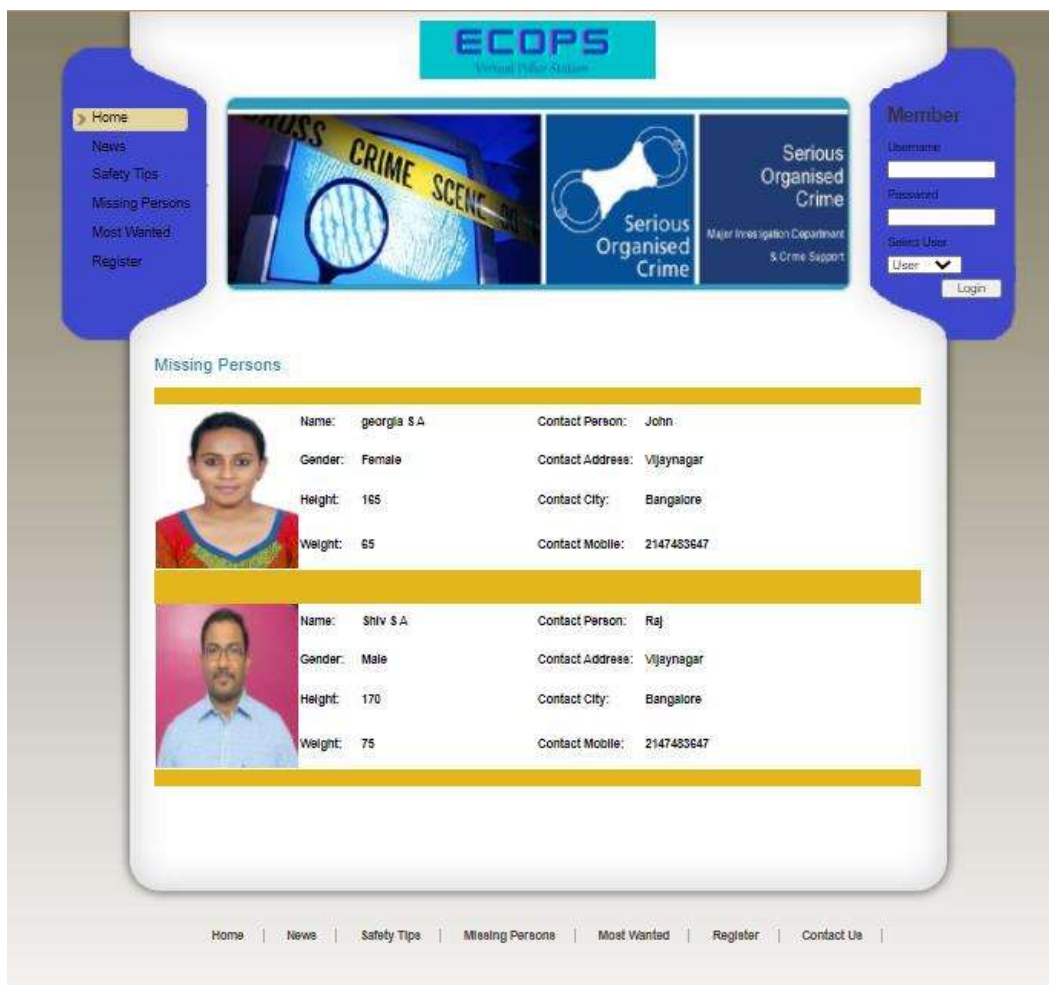 ECOPS
Virtual Police Station
Home
News
Safety Tips
Missing Persons
Most Wanted
Register
CROSS CRIME SCENE DO
Serious
Organised
Crime
Serious
Organised
Crime
Major Investigation Department
& Crime Support
Member
Username
Password
Select User
User
Login
Missing Persons
Name: georgia S A Contact Person: John
Gender: Female Contact Address: Vijaynagar
Height: 165 Contact City: Bangalore
Weight: 65 Contact Mobile: 2147483647
Name: Shiv S A Contact Person: Raj
Gender: Male Contact Address: Vijaynagar
Height: 170 Contact City: Bangalore
Weight: 75 Contact Mobile: 2147483647
Home | News | Safety Tips | Missing Persons | Most Wanted | Register | Contact Us |